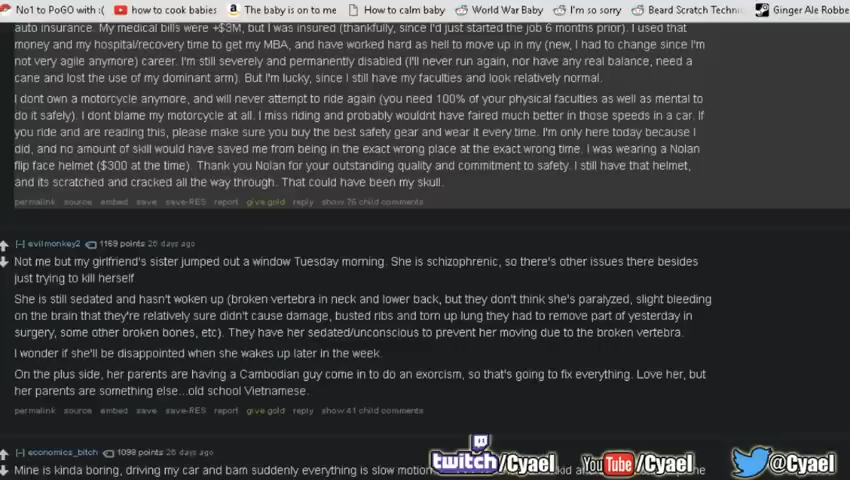 No1 to PoGO with :( how to cook babies The baby is on to me How to calm baby World War Baby I'm so sorry Beard Scratch Techni Ginger Ale Robbe
auto insurance. My medical bills were +$3M, but I was insured (thankfully, since I'd just started the job 6 months prior). I used that
money and my hospital/recovery time to get my MBA, and have worked hard as hell to move up in my (new, I had to change since I'm
not very agile anymore) career. I'm still severely and permanently disabled (I'll never run again, nor have any real balance, need a
cane and lost the use of my dominant arm). But I'm lucky, since I still have my faculties and look relatively normal.
I dont own a motorcycle anymore, and will never attempt to ride again (you need 100% of your physical faculties as well as mental to
do it safely). I dont blame my motorcycle at all. I miss riding and probably wouldnt have faired much better in those speeds in a car. If
you ride and are reading this, please make sure you buy the best safety gear and wear it every time. I'm only here today because I
did, and no amount of skill would have saved me from being in the exact wrong place at the exact wrong time. I was wearing a Nolan
flip face helmet ($300 at the time). Thank you Nolan for your outstanding quality and commitment to safety. I still have that helmet,
and its scratched and cracked all the way through. That could have been my skull.
permalink source embed save save-RES report give gold reply show 76 child comments
[-] evilmonkey2 1169 points 26 days ago
Not me but my girlfriend's sister jumped out a window Tuesday morning. She is schizophrenic, so there's other issues there besides
just trying to kill herself
She is still sedated and hasn't woken up (broken vertebra in neck and lower back, but they don't think she's paralyzed, slight bleeding
on the brain that they're relatively sure didn't cause damage, busted ribs and torn up lung they had to remove part of yesterday in
surgery, some other broken bones, etc). They have her sedated/unconscious to prevent her moving due to the broken vertebra.
I wonder if she'll be disappointed when she wakes up later in the week.
On the plus side, her parents are having a Cambodian guy come in to do an exorcism, so that's going to fix everything. Love her, but
her parents are something else...old school Vietnamese.
permalink source embed save save-RES report give gold reply show 41 child comments
[-] economics_bitch 1098 points 26 days ago
Mine is kinda boring, driving my car and bam suddenly everything is slow motion
twitch/Cyael YouTube/Cyael @Cyael